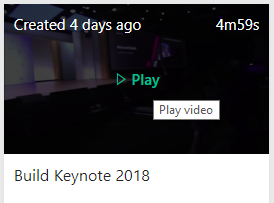 Created 4 days ago 4m59s
Play
Play video
Build Keynote 2018